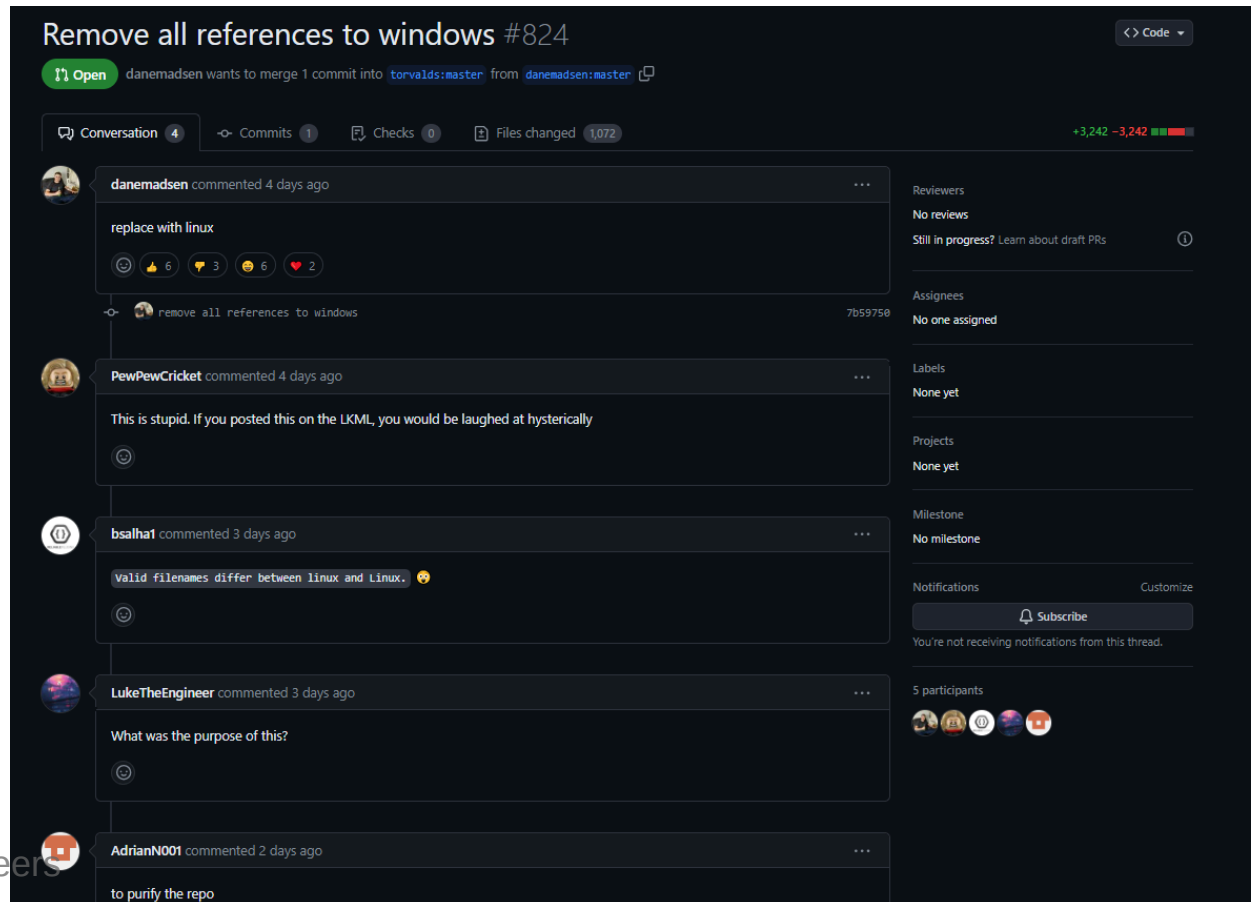 Remove all references to windows #824
<> Code
Open danemadsen wants to merge 1 commit into torvalds:master from danemadsen:master
Conversation 4 Commits 1 Checks 0 Files changed 1,072 +3,242 −3,242
danemadsen commented 4 days ago ...
replace with linux
👍 6 👎 3 😄 6 ❤️ 2
remove all references to windows 7b59750
PewPewCricket commented 4 days ago ...
This is stupid. If you posted this on the LKML, you would be laughed at hysterically
bsalha1 commented 3 days ago ...
Valid filenames differ between linux and Linux. 😲
LukeTheEngineer commented 3 days ago ...
What was the purpose of this?
AdrianN001 commented 2 days ago ...
to purify the repo
Reviewers
No reviews
Still in progress? Learn about draft PRs
Assignees
No one assigned
Labels
None yet
Projects
None yet
Milestone
No milestone
Notifications Customize
Subscribe
You're not receiving notifications from this thread.
5 participants
eers